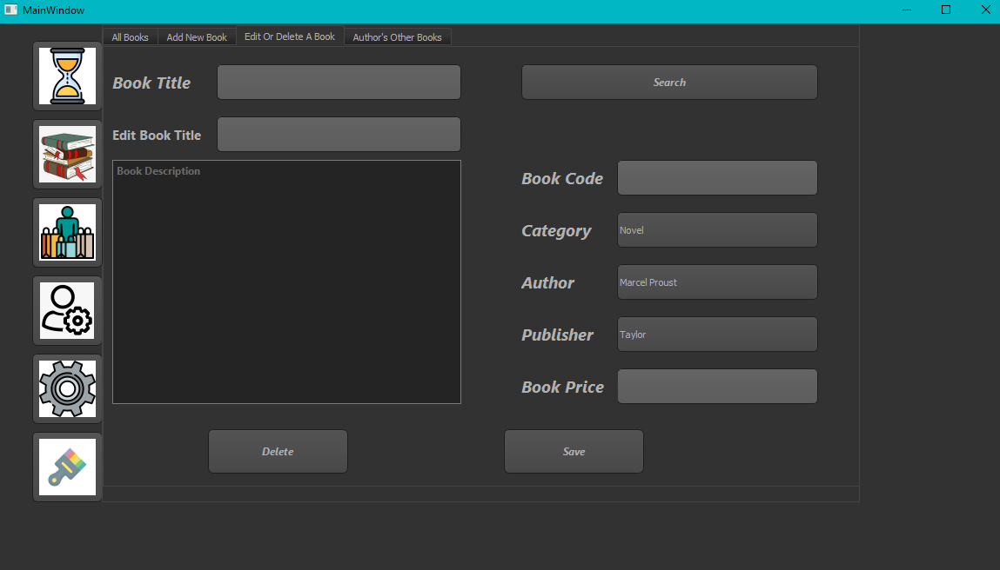 MainWindow
All Books
Add New Book
Edit Or Delete A Book
Author's Other Books
Book Title
Search
Edit Book Title
Book Description
Book Code
Category
Novel
Author
Marcel Proust
Publisher
Taylor
Book Price
Delete
Save